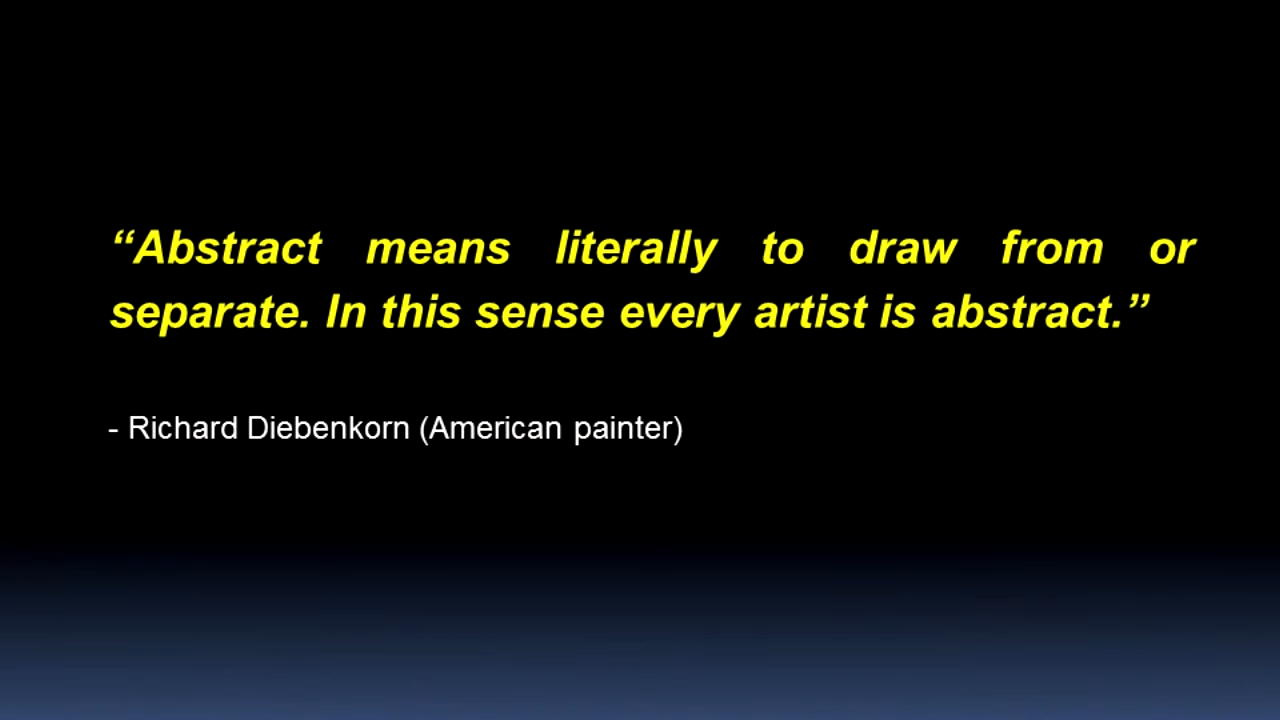 “Abstract means literally to draw from or
separate. In this sense every artist is abstract.”
- Richard Diebenkorn (American painter)